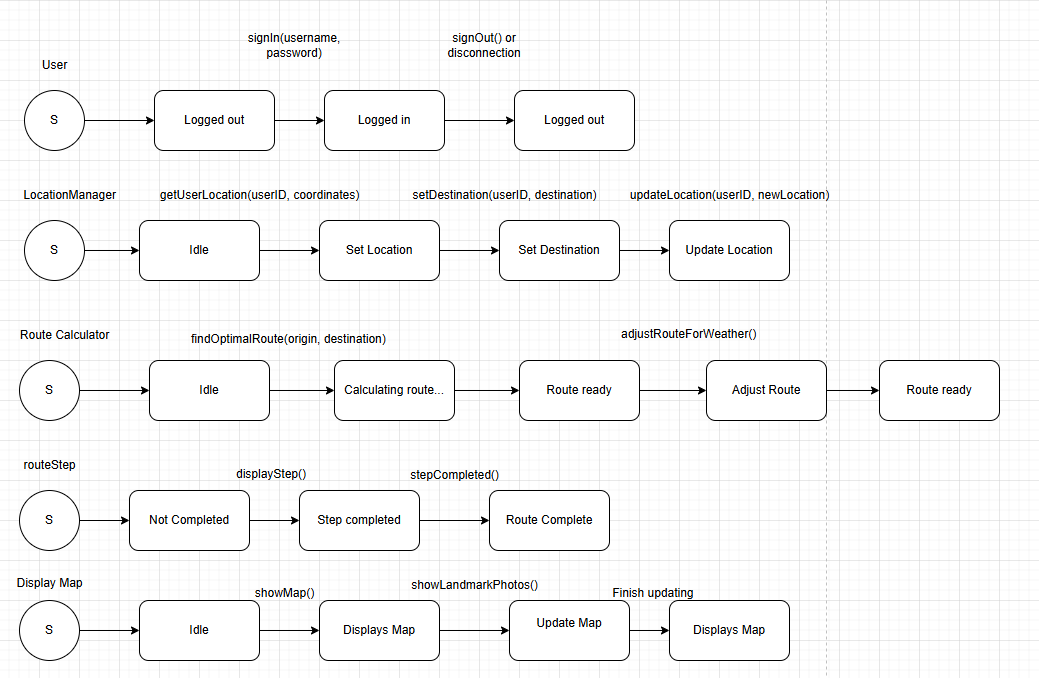 signIn(username,
password)
signOut() or
disconnection
User
S
Logged out
Logged in
Logged out
LocationManager
getUserLocation(userID, coordinates)
setDestination(userID, destination)
updateLocation(userID, newLocation)
S
Idle
Set Location
Set Destination
Update Location
Route Calculator
findOptimalRoute(origin, destination)
adjustRouteForWeather()
S
Idle
Calculating route...
Route ready
Adjust Route
Route ready
routeStep
displayStep()
stepCompleted()
S
Not Completed
Step completed
Route Complete
Display Map
showMap()
showLandmarkPhotos()
Finish updating
S
Idle
Displays Map
Update Map
Displays Map